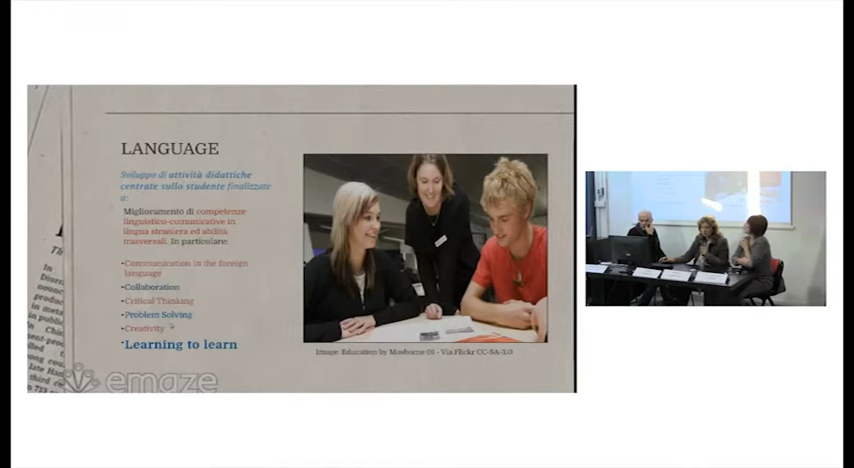 LANGUAGE
Sviluppo di attività didattiche
centrate sullo studente finalizzate
a:
Miglioramento di competenze
linguistico-comunicative in
lingua straniera ed abilità
trasversali. In particolare:
•Communication in the foreign
language
•Collaboration
•Critical Thinking
•Problem Solving
•Creativity
•Learning to learn
Image: Education by Mosborne 01 - Via Flickr CC-SA-3.0
emaze